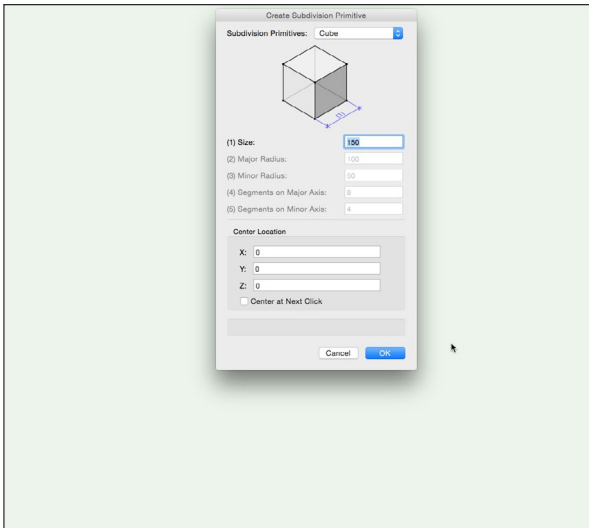 Create Subdivision Primitive
Subdivision Primitives: Cube
(1)
(1) Size: 150
(2) Major Radius: 100
(3) Minor Radius: 50
(4) Segments on Major Axis: 8
(5) Segments on Minor Axis: 4
Center Location
X: 0
Y: 0
Z: 0
Center at Next Click
Cancel OK